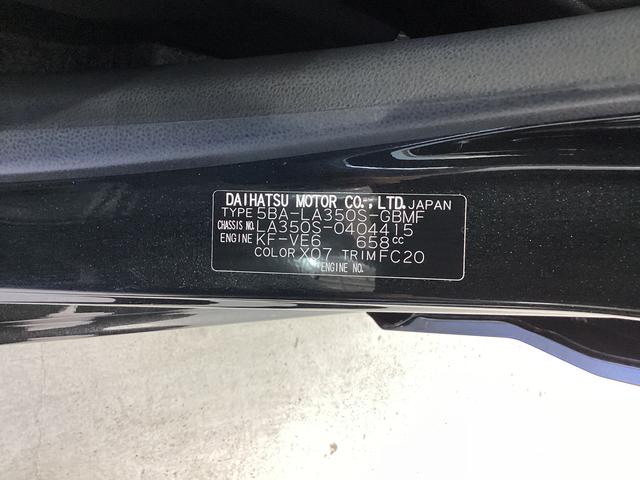 DAIHATSU MOTOR CO., LTD. JAPAN
TYPE 5BA-LA350S-GBMF
CHASSIS NO. LA350S-0404415
ENGINE KF-VE6 658cc
COLOR X07 TRIM FC20
ENGINE NO.